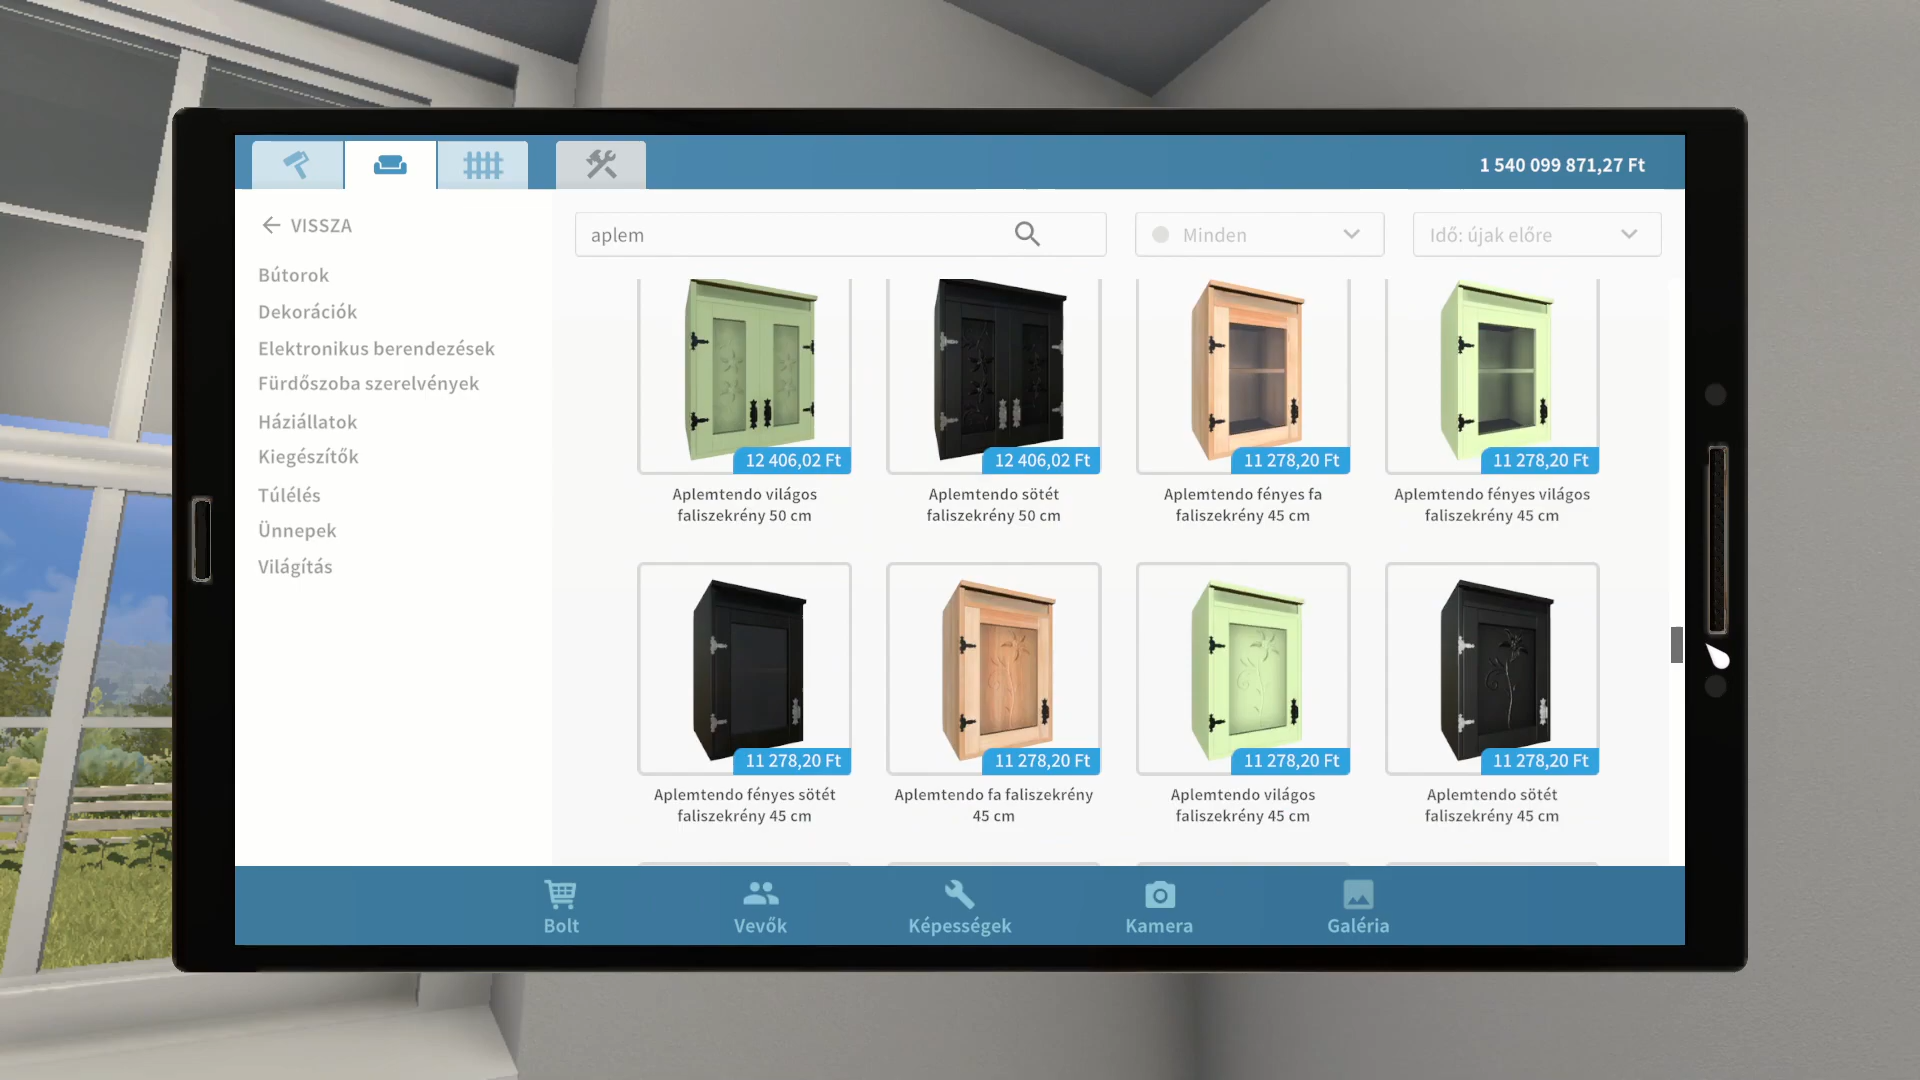 1 540 099 871,27 Ft
VISSZA
aplem
Minden
Idő: újak előre
Bútorok
Dekorációk
Elektronikus berendezések
Fürdőszoba szerelvények
Háziállatok
Kiegészítők
Túlélés
Ünnepek
Világítás
12 406,02 Ft
12 406,02 Ft
11 278,20 Ft
11 278,20 Ft
Aplemtendo világos
faliszekrény 50 cm
Aplemtendo sötét
faliszekrény 50 cm
Aplemtendo fényes fa
faliszekrény 45 cm
Aplemtendo fényes világos
faliszekrény 45 cm
11 278,20 Ft
11 278,20 Ft
11 278,20 Ft
11 278,20 Ft
Aplemtendo fényes sötét
faliszekrény 45 cm
Aplemtendo fa faliszekrény
45 cm
Aplemtendo világos
faliszekrény 45 cm
Aplemtendo sötét
faliszekrény 45 cm
Bolt
Vevők
Képességek
Kamera
Galéria